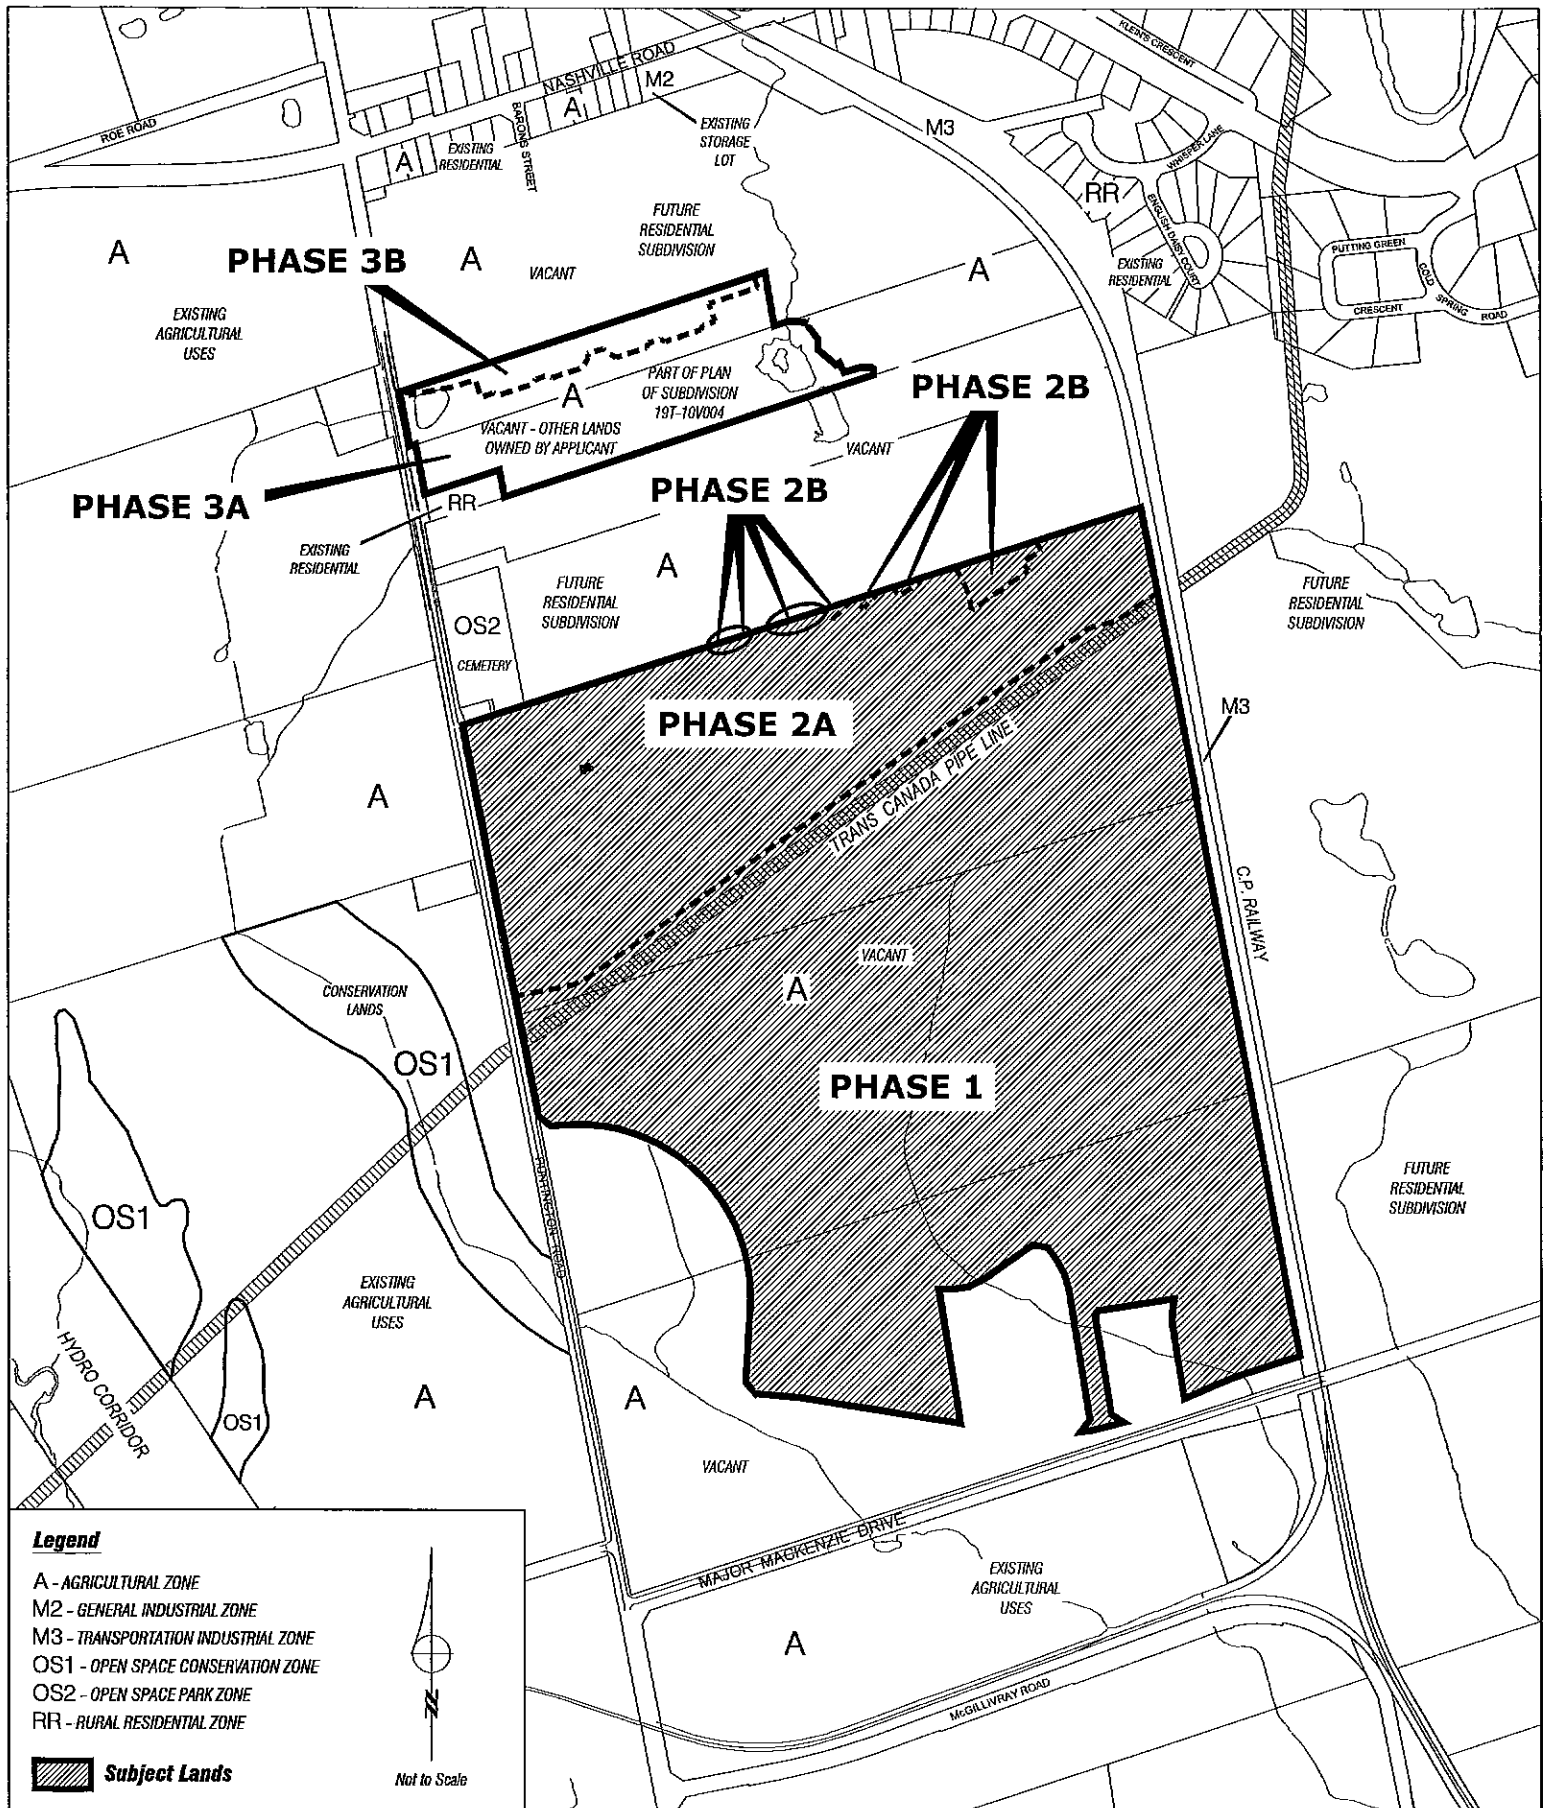 KLEIN'S CRESCENT
NASHVILLE ROAD
M2
A
ROE ROAD
BARONS STREET
EXISTING
RESIDENTIAL
A
EXISTING
STORAGE
LOT
M3
WHISPER LANE
RR
ENGLISH DAISY COURT
EXISTING
RESIDENTIAL
PUTTING GREEN
CRESCENT
COLD
SPRING
ROAD
FUTURE
RESIDENTIAL
SUBDIVISION
A
PHASE 3B
A
VACANT
A
EXISTING
AGRICULTURAL
USES
PART OF PLAN
OF SUBDIVISION
19T-10V004
A
VACANT - OTHER LANDS
OWNED BY APPLICANT
PHASE 2B
VACANT
PHASE 3A
RR
PHASE 2B
EXISTING
RESIDENTIAL
A
FUTURE
RESIDENTIAL
SUBDIVISION
FUTURE
RESIDENTIAL
SUBDIVISION
OS2
CEMETERY
PHASE 2A
M3
TRANS CANADA PIPE LINE
A
C.P. RAILWAY
VACANT
A
CONSERVATION
LANDS
OS1
PHASE 1
HUNTINGTON ROAD
FUTURE
RESIDENTIAL
SUBDIVISION
OS1
EXISTING
AGRICULTURAL
USES
HYDRO CORRIDOR
A
A
OS1
VACANT
MAJOR MACKENZIE DRIVE
EXISTING
AGRICULTURAL
USES
A
McGILLIVRAY ROAD
Legend
A - AGRICULTURAL ZONE
M2 - GENERAL INDUSTRIAL ZONE
M3 - TRANSPORTATION INDUSTRIAL ZONE
OS1 - OPEN SPACE CONSERVATION ZONE
OS2 - OPEN SPACE PARK ZONE
RR - RURAL RESIDENTIAL ZONE
Subject Lands
N
Not to Scale